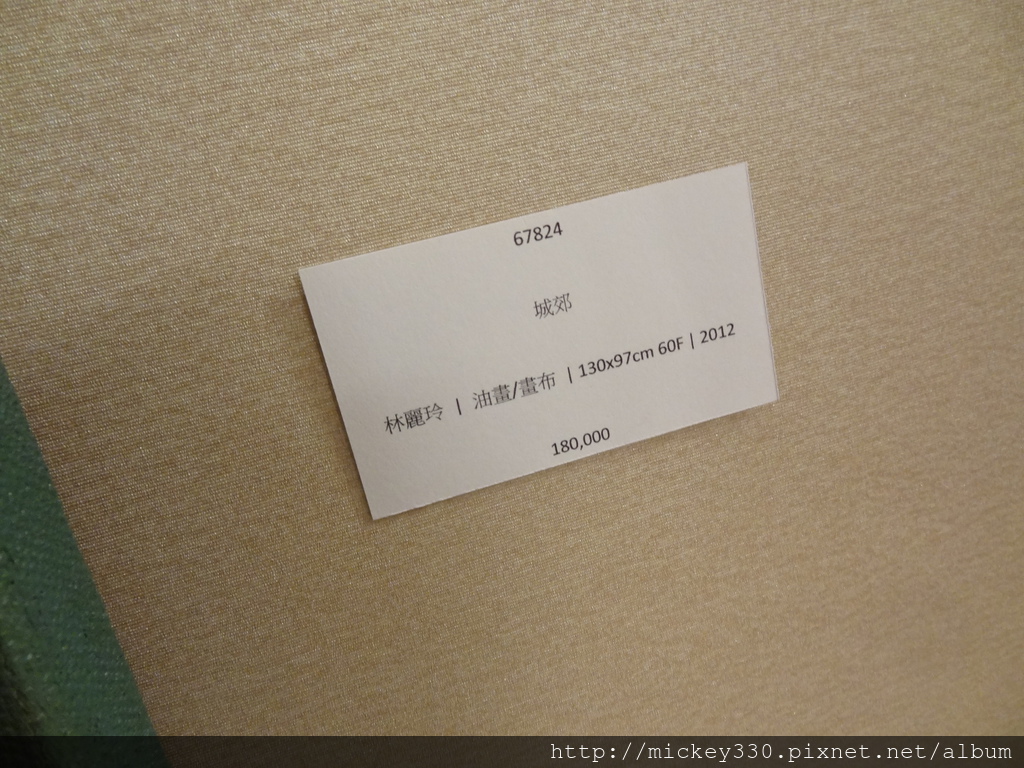 67824
城郊
林麗玲 | 油畫/畫布 | 130x97cm 60F | 2012
180,000
http://mickey330.pixnet.net/album